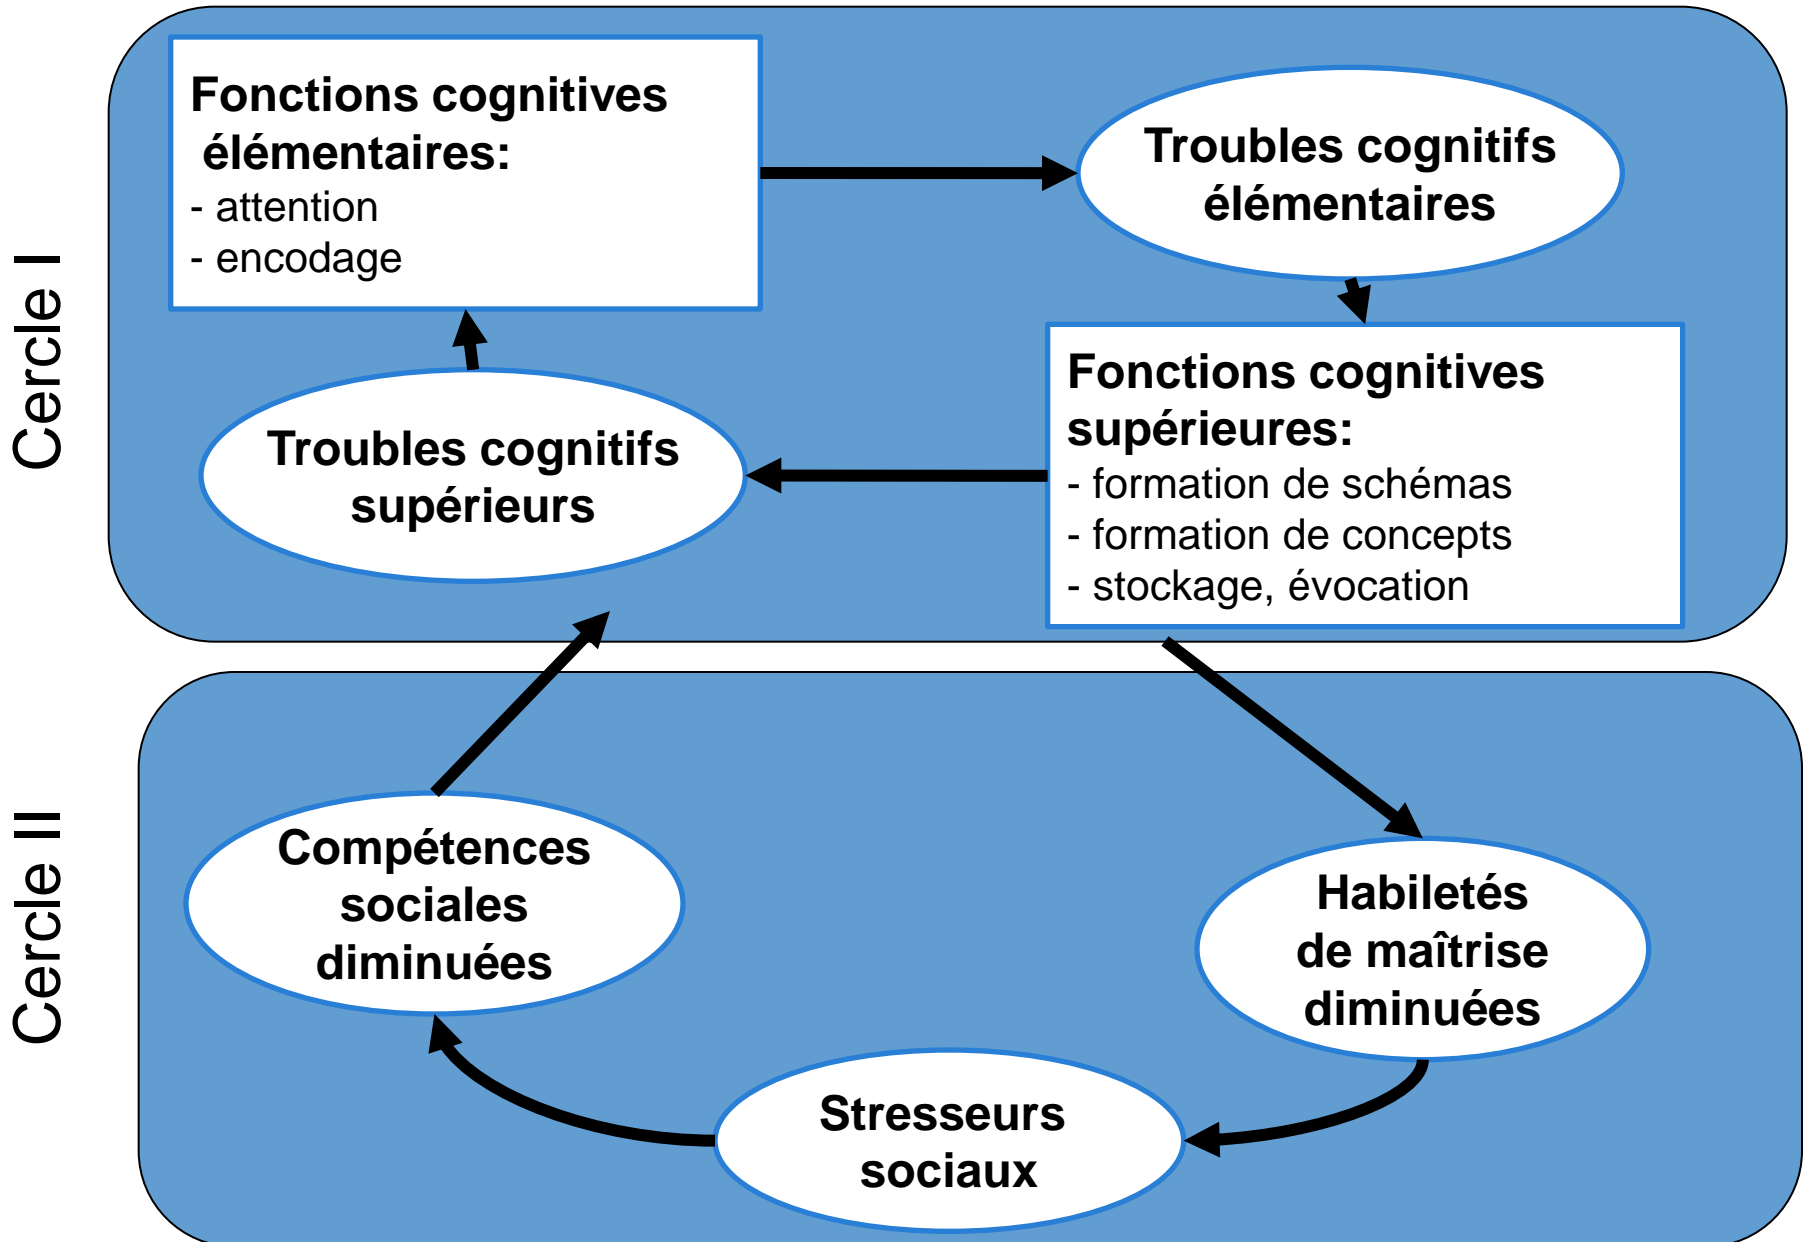 Cercle I
Fonctions cognitives
élémentaires:
- attention
- encodage
Troubles cognitifs
élémentaires
Troubles cognitifs
supérieurs
Fonctions cognitives
supérieures:
- formation de schémas
- formation de concepts
- stockage, évocation
Cercle II
Compétences
sociales
diminuées
Habiletés
de maîtrise
diminuées
Stresseurs
sociaux